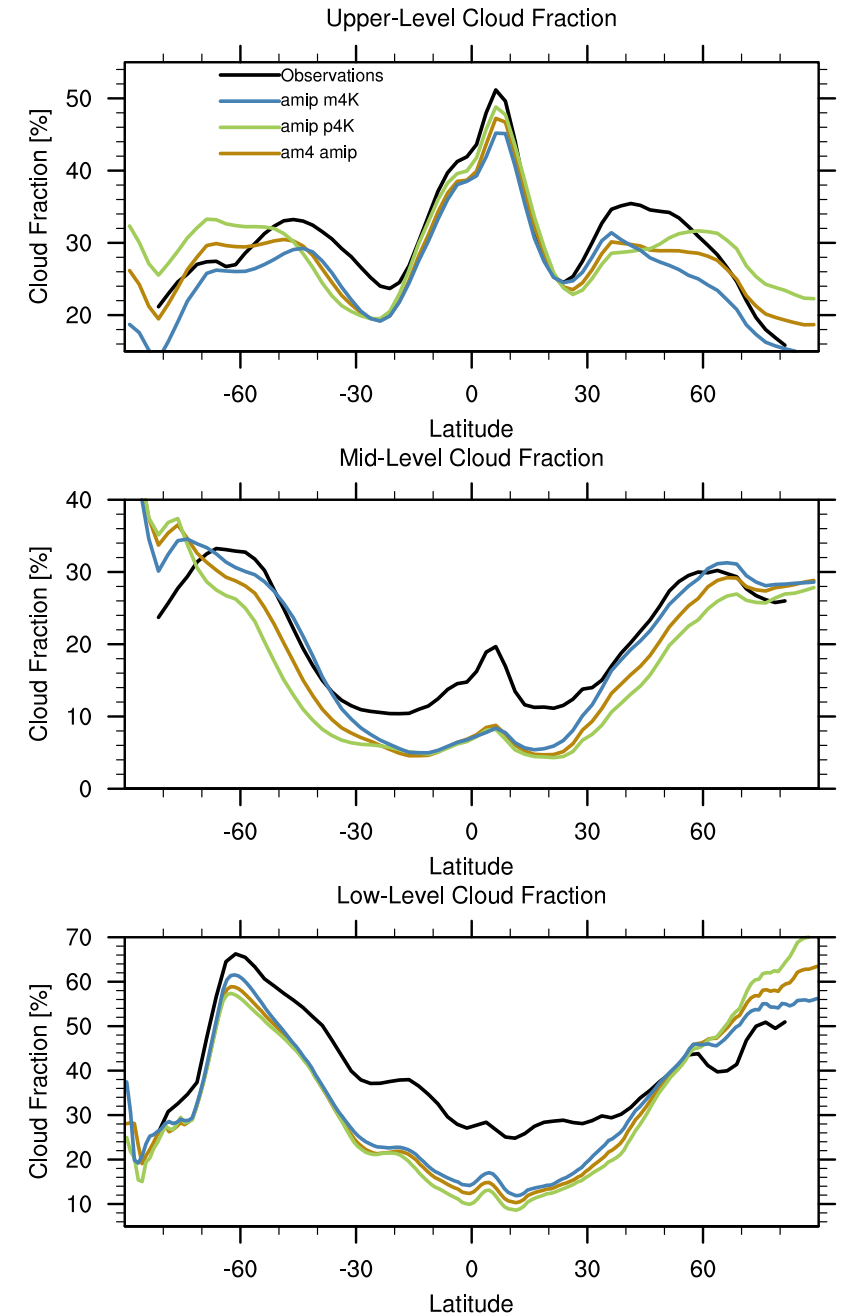 Upper-Level Cloud Fraction
Cloud Fraction [%]
50
40
30
20
Observations
amip m4K
amip p4K
am4 amip
-60 -30 0 30 60
Latitude
Mid-Level Cloud Fraction
Cloud Fraction [%]
40
30
20
10
0
-60 -30 0 30 60
Latitude
Low-Level Cloud Fraction
Cloud Fraction [%]
70
60
50
40
30
20
10
-60 -30 0 30 60
Latitude